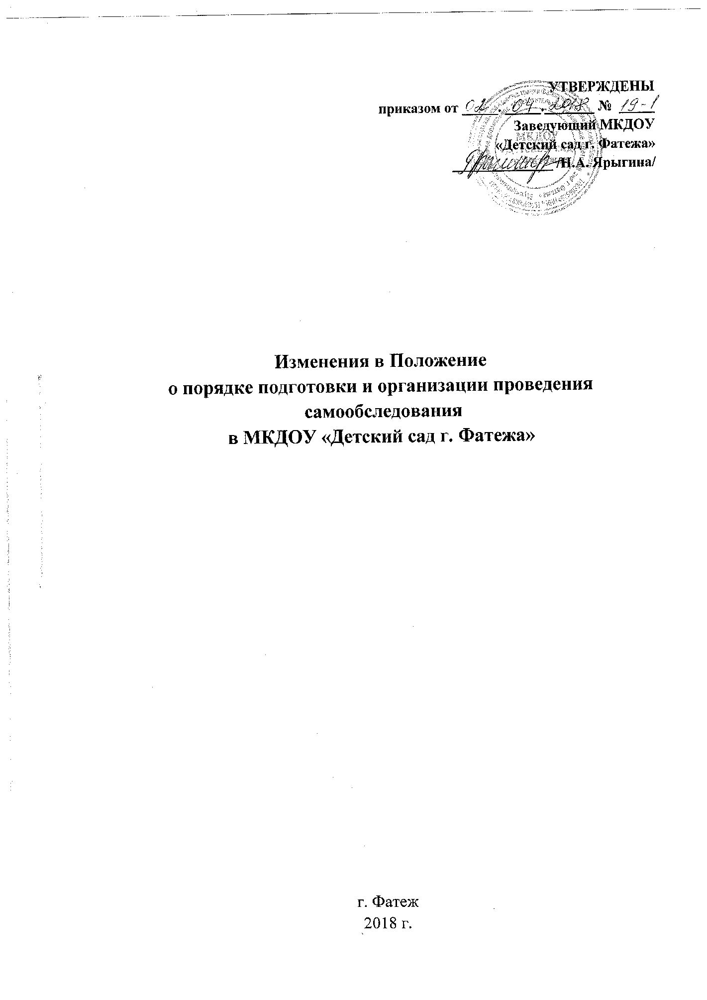 УТВЕРЖДЕНЫ
приказом от 02.04.2018 № 19-1
Заведующий МКДОУ
«Детский сад г. Фатежа»
/Н.А. Ярыгина/
МКДОУ
Изменения в Положение
о порядке подготовки и организации проведения
самообследования
в МКДОУ «Детский сад г. Фатежа»
г. Фатеж
2018 г.